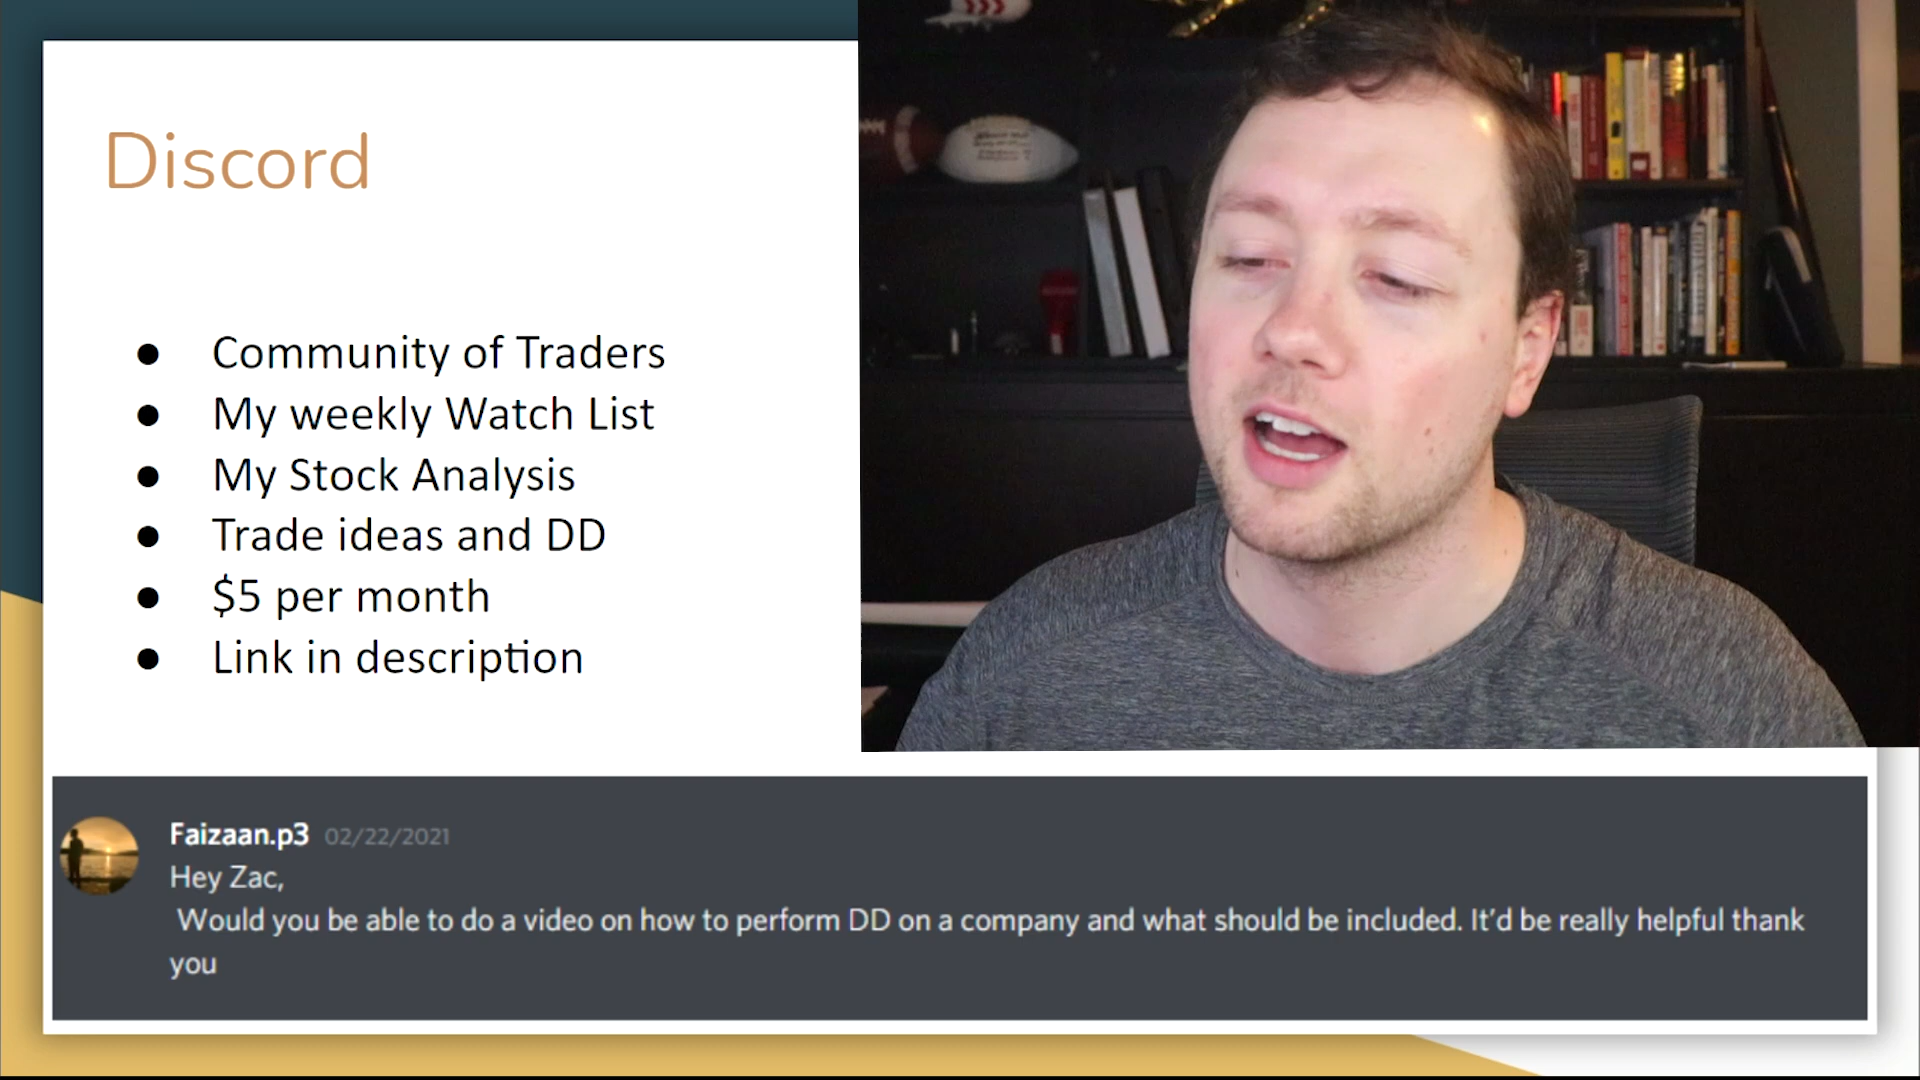 Discord
● Community of Traders
● My weekly Watch List
● My Stock Analysis
● Trade ideas and DD
● $5 per month
● Link in description
Faizaan.p3 02/22/2021
Hey Zac,
Would you be able to do a video on how to perform DD on a company and what should be included. It'd be really helpful thank
you